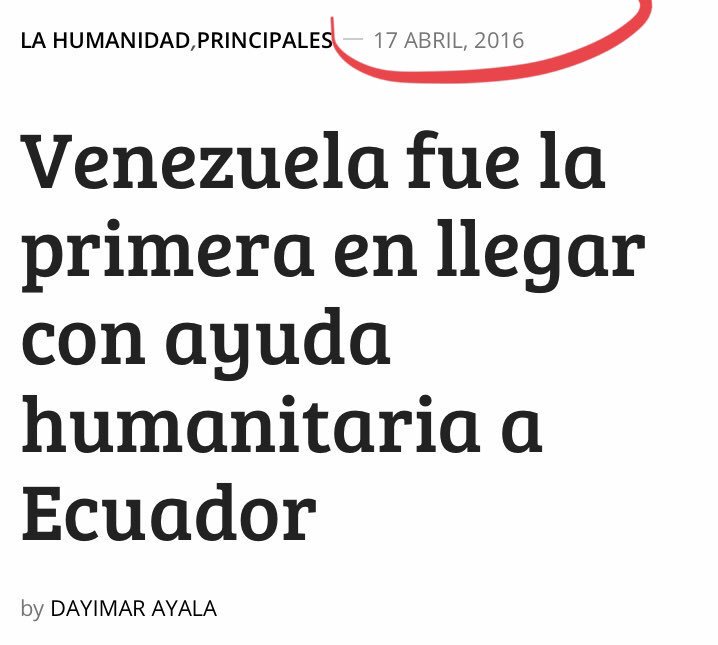 LA HUMANIDAD,PRINCIPALES — 17 ABRIL, 2016
Venezuela fue la
primera en llegar
con ayuda
humanitaria a
Ecuador
by DAYIMAR AYALA